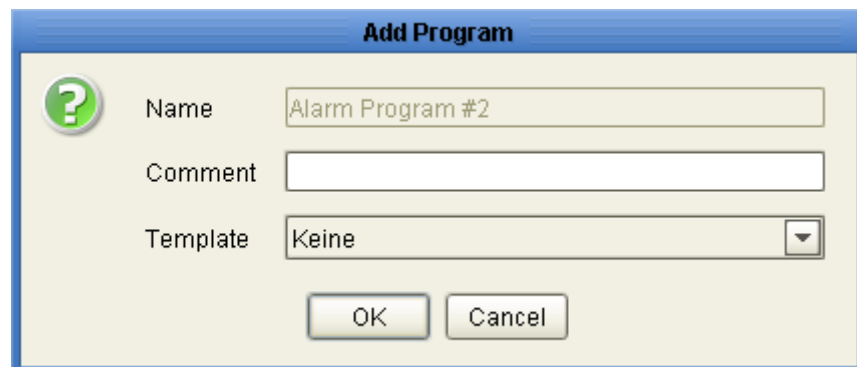 Add Program
Name Alarm Program #2
Comment
Template Keine
OK Cancel